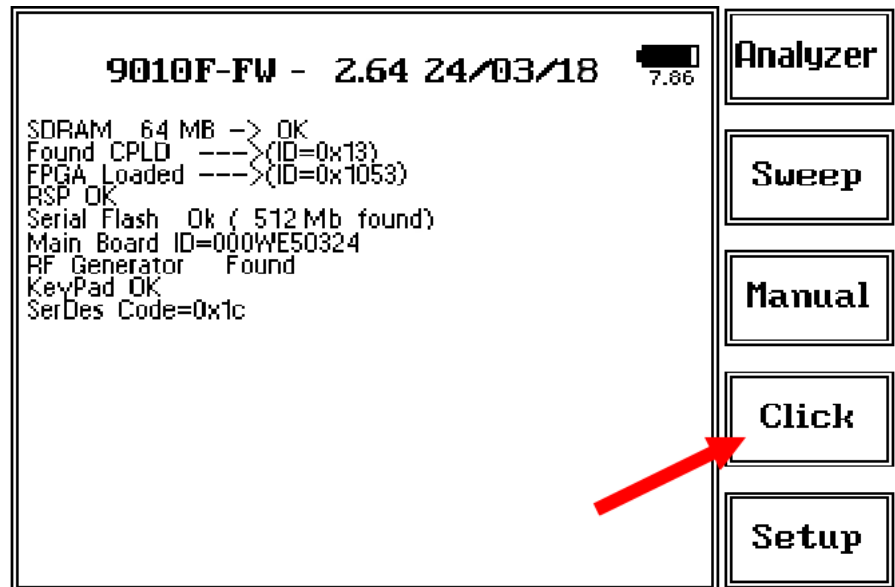 9010F-FW - 2.64 24/03/18
7.86
SDRAM 64 MB -> OK
Found CPLD --->(ID=0x13)
FPGA Loaded --->(ID=0x1053)
RSP OK
Serial Flash Ok ( 512 Mb found)
Main Board ID=000WE50324
RF Generator Found
KeyPad OK
SerDes Code=0x1c
Analyzer
Sweep
Manual
Click
Setup